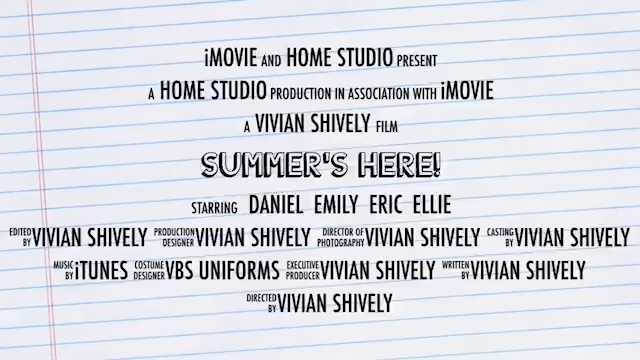 iMOVIE AND HOME STUDIO PRESENT
A HOME STUDIO PRODUCTION IN ASSOCIATION WITH iMOVIE
A VIVIAN SHIVELY FILM
SUMMER'S HERE!
STARRING DANIEL EMILY ERIC ELLIE
EDITED BY VIVIAN SHIVELY PRODUCTION DESIGNER VIVIAN SHIVELY DIRECTOR OF PHOTOGRAPHY VIVIAN SHIVELY CASTING BY VIVIAN SHIVELY
MUSIC BY iTUNES COSTUME DESIGNER VBS UNIFORMS EXECUTIVE PRODUCER VIVIAN SHIVELY WRITTEN BY VIVIAN SHIVELY
DIRECTED BY VIVIAN SHIVELY